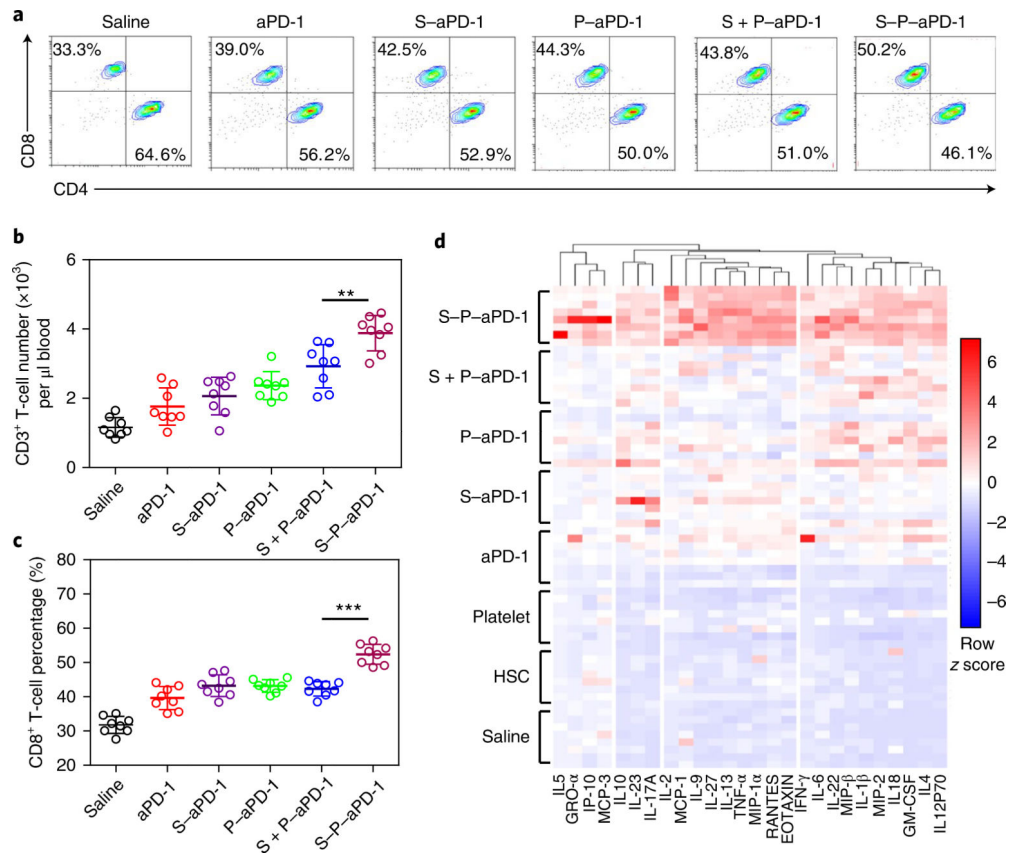 a
Saline
aPD-1
S–aPD-1
P–aPD-1
S + P–aPD-1
S–P–aPD-1
33.3%
39.0%
42.5%
44.3%
43.8%
50.2%
64.6%
56.2%
52.9%
50.0%
51.0%
46.1%
CD8
CD4
b
CD3+ T-cell number (×10³)
per µl blood
6
4
2
0
**
Saline
aPD-1
S–aPD-1
P–aPD-1
S + P–aPD-1
S–P–aPD-1
c
CD8+ T-cell percentage (%)
80
70
60
50
40
30
20
***
Saline
aPD-1
S–aPD-1
P–aPD-1
S + P–aPD-1
S–P–aPD-1
d
S–P–aPD-1
S + P–aPD-1
P–aPD-1
S–aPD-1
aPD-1
Platelet
HSC
Saline
IL5
GRO-α
IP-10
MCP-3
IL10
IL-23
IL-17A
IL-2
MCP-1
IL-9
IL-27
IL-13
TNF-α
MIP-1α
RANTES
EOTAXIN
IFN-γ
IL-6
IL-22
MIP-β
IL-1β
MIP-2
IL18
GM-CSF
IL4
IL12P70
6
4
2
0
–2
–4
–6
Row
z score